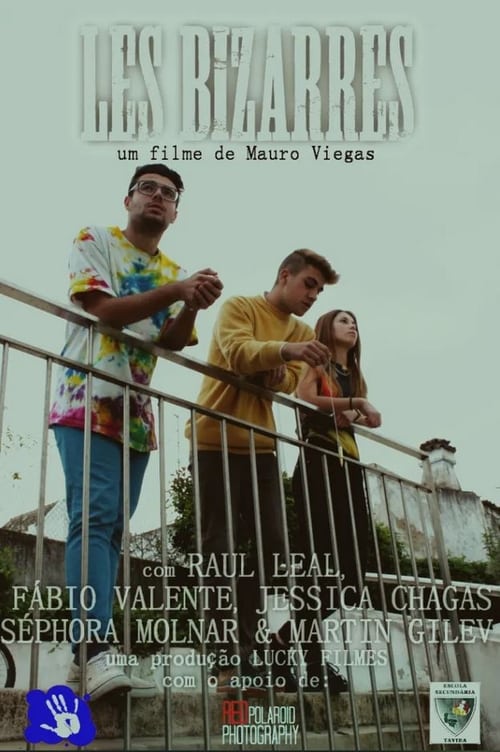 LES BIZARRES
um filme de Mauro Viegas
com RAUL LEAL,
FÁBIO VALENTE, JESSICA CHAGAS
SÉPHORA MOLNAR & MARTIN GILEV
uma produção LUCKY FILMES
com o apoio de:
RED POLAROID
PHOTOGRAPHY
ESCOLA
SECUNDÁRIA
TAVIRA